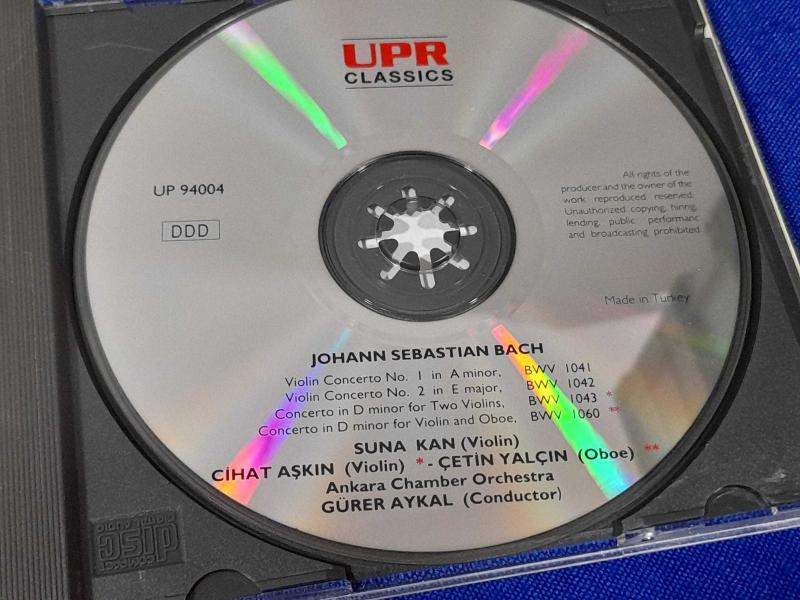 UPR
CLASSICS
UP 94004
DDD
All rights of the
producer and the owner of the
work reproduced reserved.
Unauthorized copying, hiring,
lending, public performanc
and broadcasting prohibited
Made in Turkey
JOHANN SEBASTIAN BACH
Violin Concerto No. 1 in A minor, BWV 1041
Violin Concerto No. 2 in E major, BWV 1042
Concerto in D minor for Two Violins, BWV 1043 *
Concerto in D minor for Violin and Oboe, BWV 1060 **
SUNA KAN (Violin)
CİHAT AŞKIN (Violin) * - ÇETİN YALÇIN (Oboe) **
Ankara Chamber Orchestra
GÜRER AYKAL (Conductor)
disc
DIGITAL AUDIO